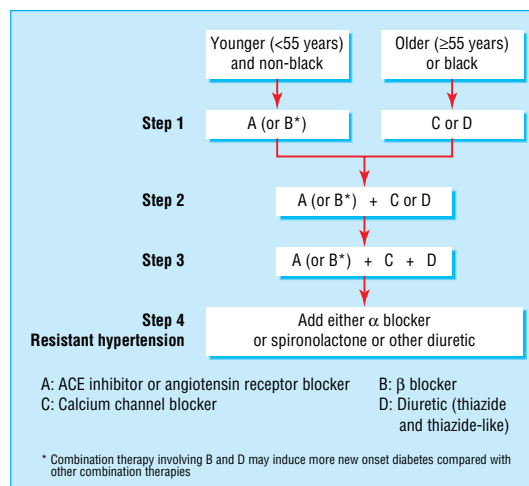 Younger (<55 years)
and non-black
Older (≥55 years)
or black
Step 1
A (or B*)
C or D
Step 2
A (or B*) + C or D
Step 3
A (or B*) + C + D
Step 4
Resistant hypertension
Add either α blocker
or spironolactone or other diuretic
A: ACE inhibitor or angiotensin receptor blocker
B: β blocker
C: Calcium channel blocker
D: Diuretic (thiazide
and thiazide-like)
* Combination therapy involving B and D may induce more new onset diabetes compared with
other combination therapies